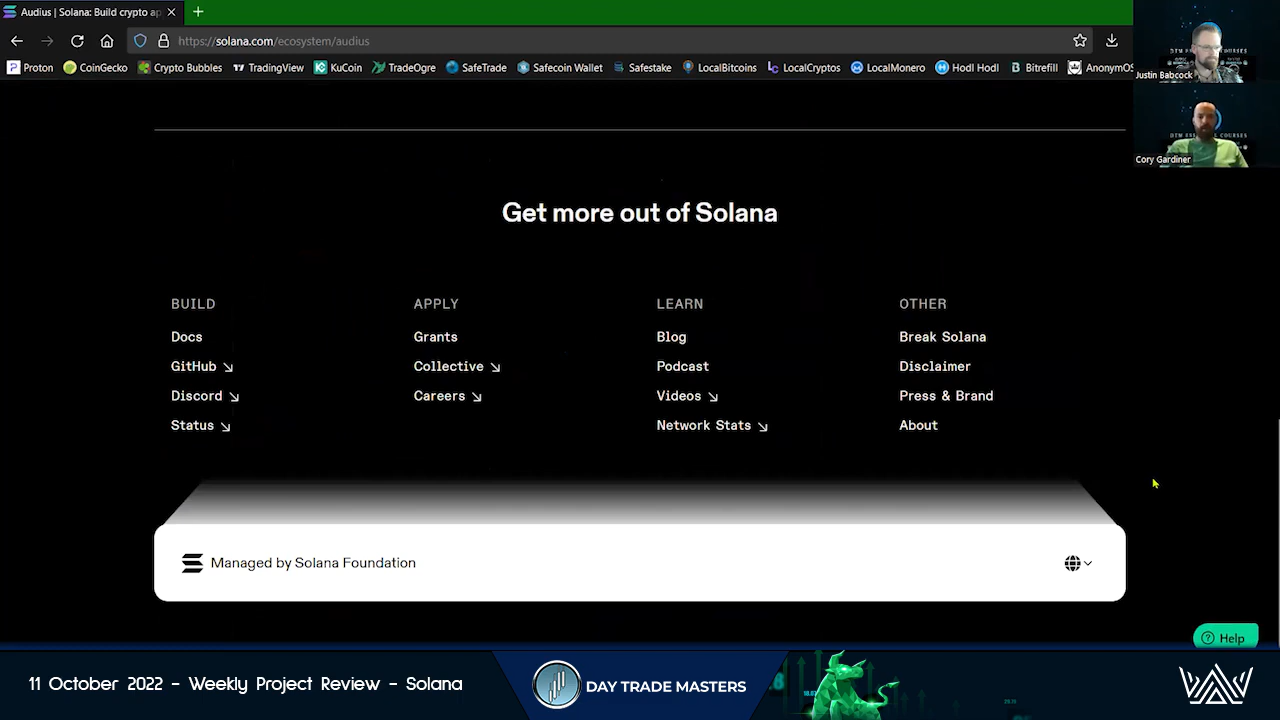 Audius | Solana: Build crypto ap
https://solana.com/ecosystem/audius
Proton CoinGecko Crypto Bubbles TradingView KuCoin TradeOgre SafeTrade Safecoin Wallet Safestake LocalBitcoins LocalCryptos LocalMonero Hodl Hodl Bitrefill AnonymOS
Justin Babcock
Cory Gardiner
Get more out of Solana
BUILD
Docs
GitHub
Discord
Status
APPLY
Grants
Collective
Careers
LEARN
Blog
Podcast
Videos
Network Stats
OTHER
Break Solana
Disclaimer
Press & Brand
About
Managed by Solana Foundation
Help
11 October 2022 - Weekly Project Review - Solana
DAY TRADE MASTERS